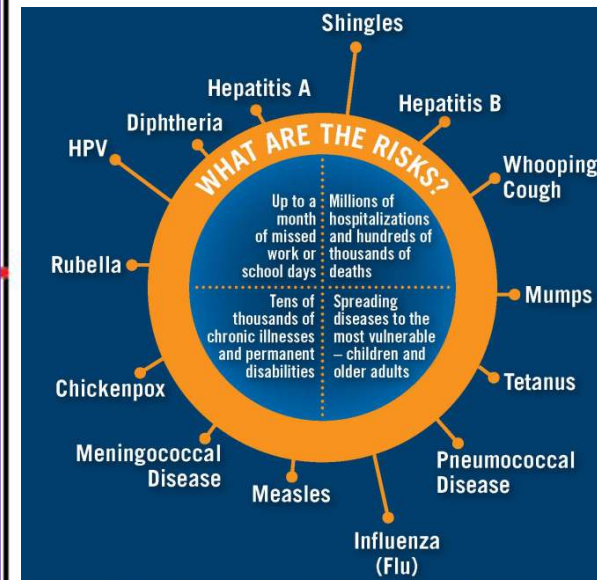 Shingles
Hepatitis A
Hepatitis B
Diphtheria
HPV
Whooping
Cough
WHAT ARE THE RISKS?
Up to a
month
of missed
work or
school days
Millions of
hospitalizations
and hundreds of
thousands of
deaths
Rubella
Mumps
Tens of
thousands of
chronic illnesses
and permanent
disabilities
Spreading
diseases to the
most vulnerable
– children and
older adults
Chickenpox
Tetanus
Meningococcal
Disease
Measles
Pneumococcal
Disease
Influenza
(Flu)